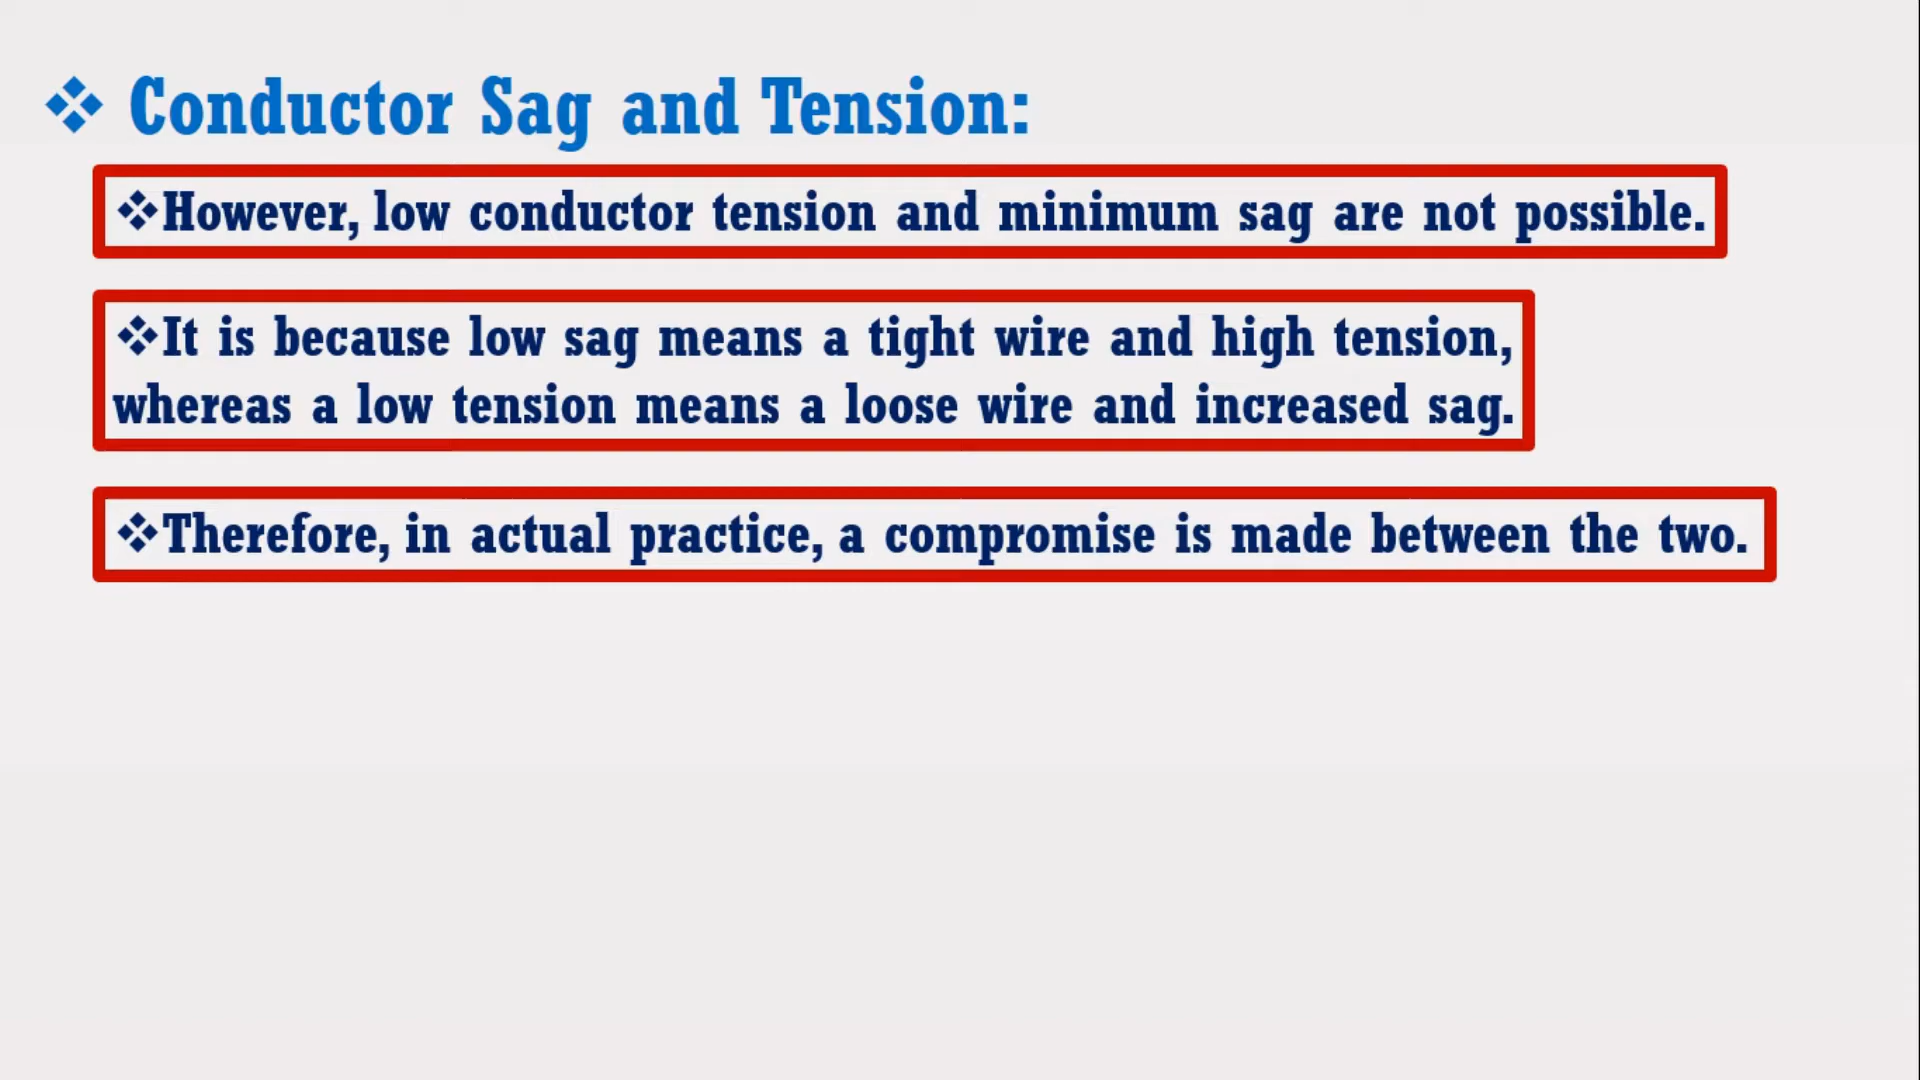 ❖ Conductor Sag and Tension:
❖However, low conductor tension and minimum sag are not possible.
❖It is because low sag means a tight wire and high tension,
whereas a low tension means a loose wire and increased sag.
❖Therefore, in actual practice, a compromise is made between the two.